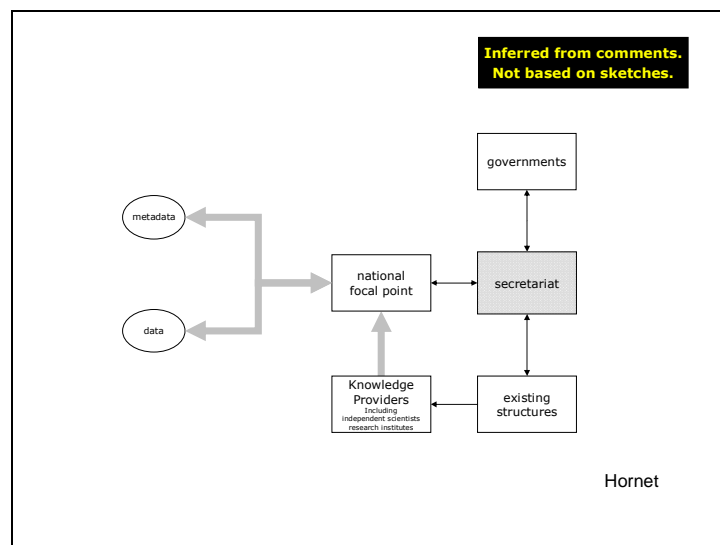 Inferred from comments.
Not based on sketches.
governments
metadata
national
focal point
secretariat
data
Knowledge
Providers
Including
independent scientists
research institutes
existing
structures
Hornet